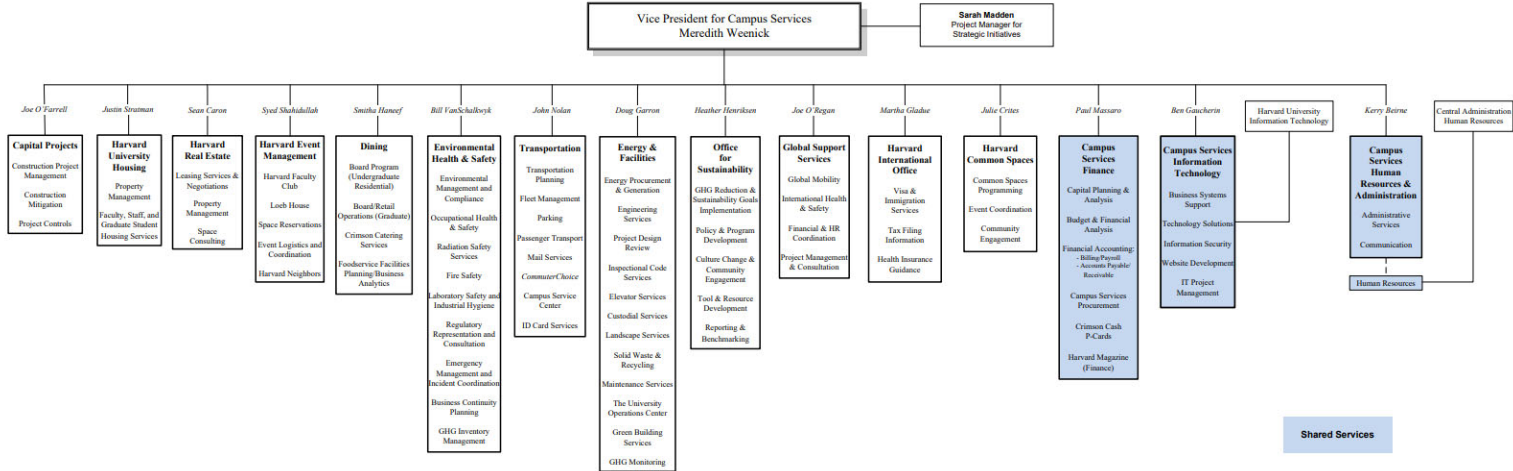 Vice President for Campus Services
Meredith Weenick
Sarah Madden
Project Manager for
Strategic Initiatives
Joe O'Farrell
Capital Projects
Construction Project
Management
Construction
Mitigation
Project Controls
Justin Stratman
Harvard
University
Housing
Property
Management
Faculty, Staff, and
Graduate Student
Housing Services
Sean Caron
Harvard
Real Estate
Leasing Services &
Negotiations
Property
Management
Space
Consulting
Syed Shahidullah
Harvard Event
Management
Harvard Faculty
Club
Loeb House
Space Reservations
Event Logistics and
Coordination
Harvard Neighbors
Smitha Haneef
Dining
Board Program
(Undergraduate
Residential)
Board/Retail
Operations (Graduate)
Crimson Catering
Services
Foodservice Facilities
Planning/Business
Analytics
Bill VanSchalkwyk
Environmental
Health & Safety
Environmental
Management and
Compliance
Occupational Health
& Safety
Radiation Safety
Services
Fire Safety
Laboratory Safety and
Industrial Hygiene
Regulatory
Representation and
Consultation
Emergency
Management and
Incident Coordination
Business Continuity
Planning
GHG Inventory
Management
John Nolan
Transportation
Transportation
Planning
Fleet Management
Parking
Passenger Transport
Mail Services
CommuterChoice
Campus Service
Center
ID Card Services
Doug Garron
Energy &
Facilities
Energy Procurement
& Generation
Engineering
Services
Project Design
Review
Inspectional Code
Services
Elevator Services
Custodial Services
Landscape Services
Solid Waste &
Recycling
Maintenance Services
The University
Operations Center
Green Building
Services
GHG Monitoring
Heather Henriksen
Office
for
Sustainability
GHG Reduction &
Sustainability Goals
Implementation
Policy & Program
Development
Culture Change &
Community
Engagement
Tool & Resource
Development
Reporting &
Benchmarking
Joe O'Regan
Global Support
Services
Global Mobility
International Health
& Safety
Financial & HR
Coordination
Project Management
& Consultation
Martha Gladue
Harvard
International
Office
Visa &
Immigration
Services
Tax Filing
Information
Health Insurance
Guidance
Julie Crites
Harvard
Common Spaces
Common Spaces
Programming
Event Coordination
Community
Engagement
Paul Massaro
Campus
Services
Finance
Capital Planning &
Analysis
Budget & Financial
Analysis
Financial Accounting:
- Billing/Payroll
- Accounts Payable/
Receivable
Campus Services
Procurement
Crimson Cash
P-Cards
Harvard Magazine
(Finance)
Ben Gaucherin
Campus Services
Information
Technology
Business Systems
Support
Technology Solutions
Information Security
Website Development
IT Project
Management
Harvard University
Information Technology
Kerry Beirne
Campus
Services
Human
Resources &
Administration
Administrative
Services
Communication
Human Resources
Central Administration
Human Resources
Shared Services